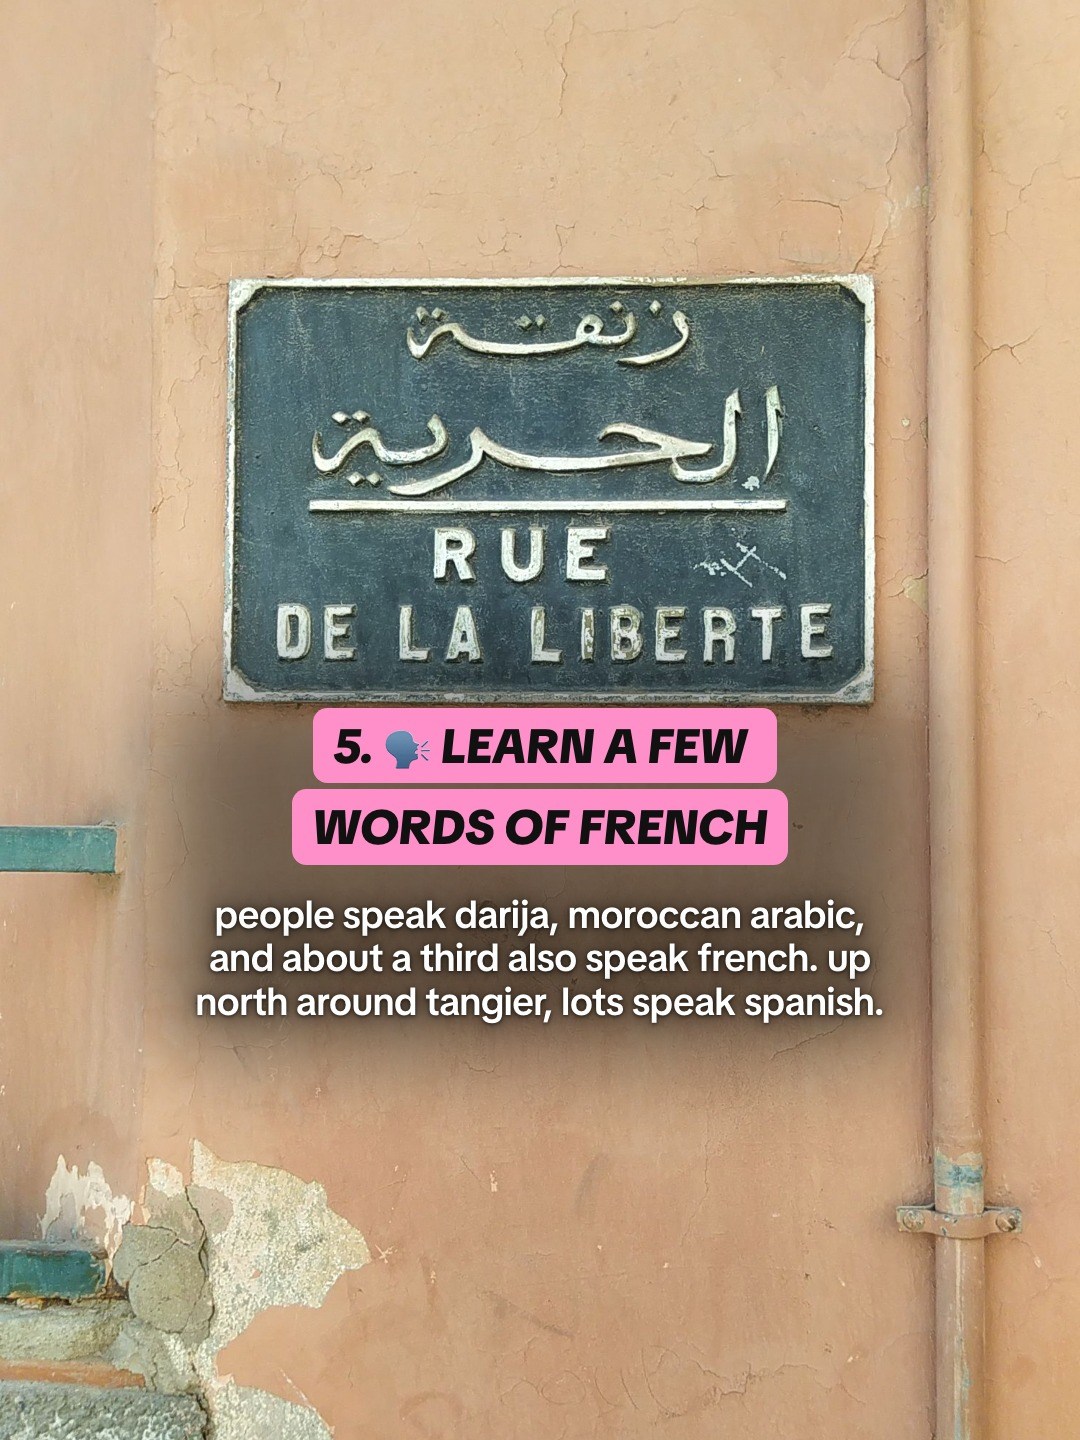 زنقة
الحرية
RUE
DE LA LIBERTE
5. 🗣️ LEARN A FEW
WORDS OF FRENCH
people speak darija, moroccan arabic,
and about a third also speak french. up
north around tangier, lots speak spanish.